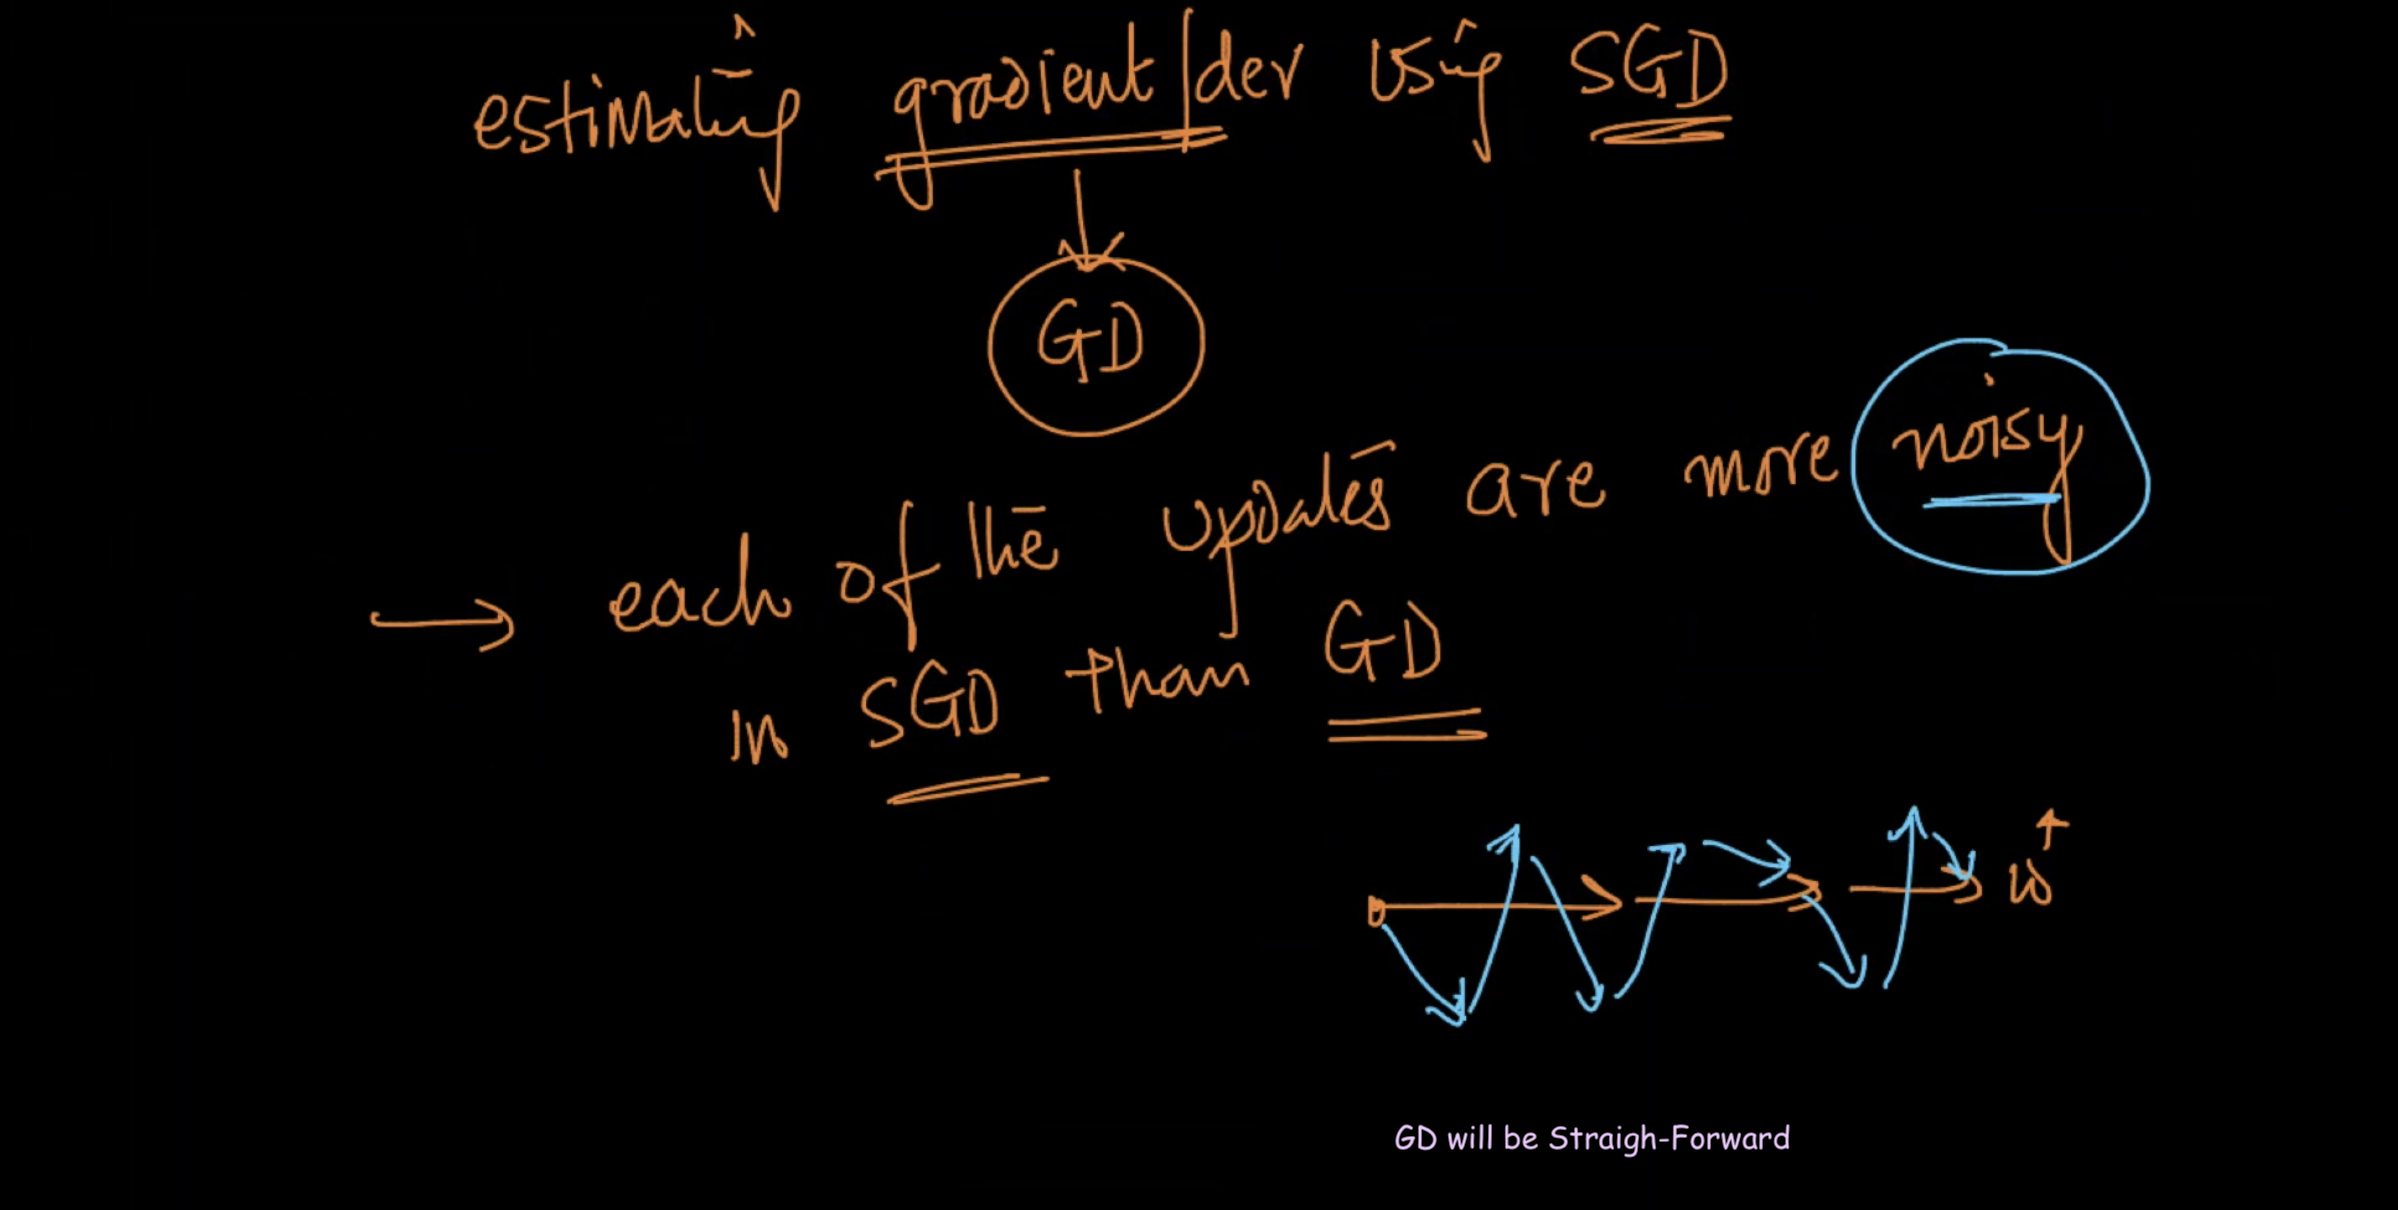 estimating gradient/der using SGD
GD
→ each of the updates are more noisy
in SGD than GD
w*
GD will be Straigh-Forward